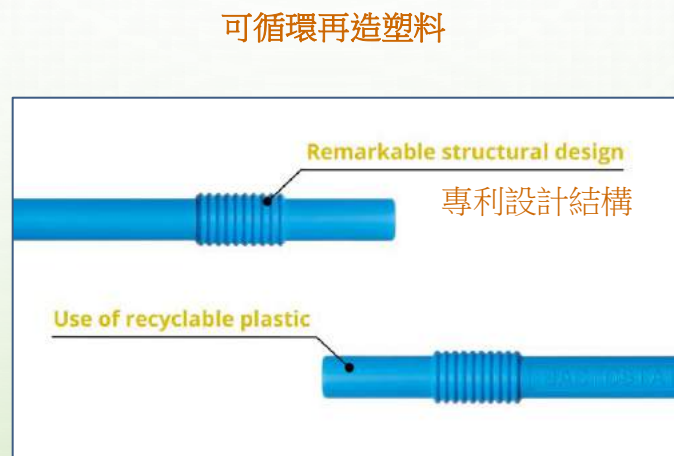 可循環再造塑料
Remarkable structural design
專利設計結構
Use of recyclable plastic